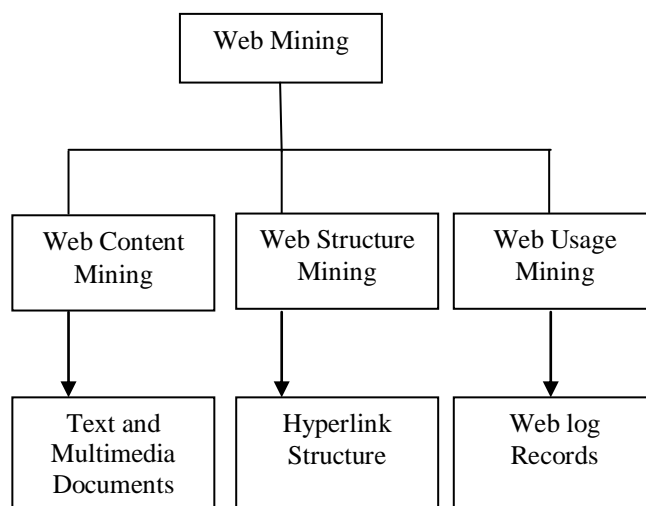 Web Mining
Web Content
Mining
Web Structure
Mining
Web Usage
Mining
Text and
Multimedia
Documents
Hyperlink
Structure
Web log
Records